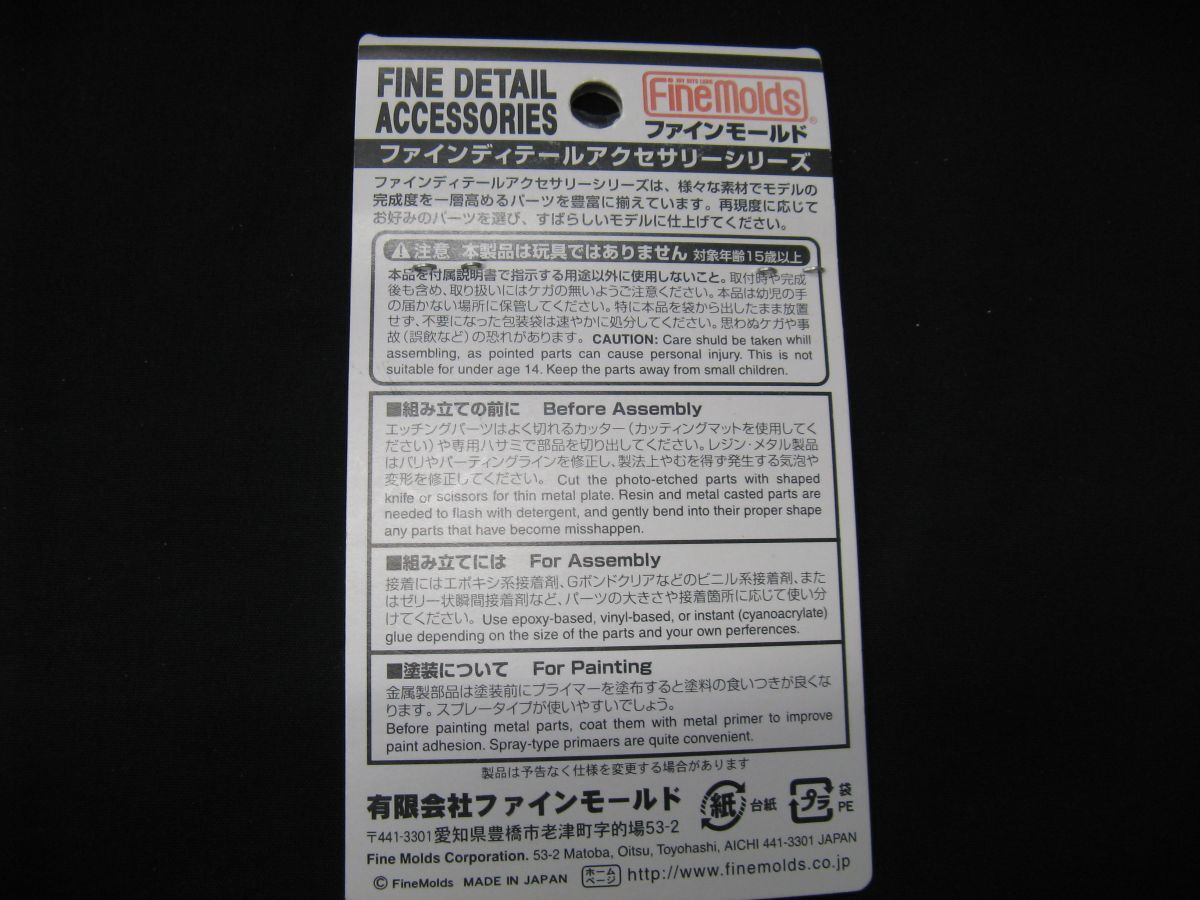 FINE DETAIL
ACCESSORIES
FineMolds®
ファインモールド
ファインディテールアクセサリーシリーズ
ファインディテールアクセサリーシリーズは、様々な素材でモデルの
完成度を一層高めるパーツを豊富に揃えています。再現度に応じて
お好みのパーツを選び、すばらしいモデルに仕上げてください。
注意 本製品は玩具ではありません 対象年齢15歳以上
本品を付属説明書で指示する用途以外に使用しないこと。取付時や完成
後も含め、取り扱いにはケガの無いようご注意ください。本品は幼児の手
の届かない場所に保管してください。特に本品を袋から出したまま放置
せず、不要になった包装袋は速やかに処分してください。思わぬケガや事
故(誤飲など)の恐れがあります。 CAUTION: Care shuld be taken whill
assembling, as pointed parts can cause personal injury. This is not
suitable for under age 14. Keep the parts away from small children.
■組み立ての前に Before Assembly
エッチングパーツはよく切れるカッター(カッティングマットを使用してく
ださい)や専用ハサミで部品を切り出してください。レジン・メタル製品
はバリやパーティングラインを修正し、製法上やむを得ず発生する気泡や
変形を修正してください。 Cut the photo-etched parts with shaped
knife or scissors for thin metal plate. Resin and metal casted parts are
needed to flash with detergent, and gently bend into their proper shape
any parts that have become misshappen.
■組み立てには For Assembly
接着にはエポキシ系接着剤、Gボンドクリアなどのビニル系接着剤、また
はゼリー状瞬間接着剤など、パーツの大きさや接着箇所に応じて使い分
けてください。 Use epoxy-based, vinyl-based, or instant (cyanoacrylate)
glue depending on the size of the parts and your own perferences.
■塗装について For Painting
金属製部品は塗装前にプライマーを塗布すると塗料の食いつきが良くな
ります。スプレータイプが使いやすいでしょう。
Before painting metal parts, coat them with metal primer to improve
paint adhesion. Spray-type primaers are quite convenient.
製品は予告なく仕様を変更する場合があります
有限会社ファインモールド 紙 台紙 プラ 袋 PE
〒441-3301 愛知県豊橋市老津町字的場53-2
Fine Molds Corporation. 53-2 Matoba, Oitsu, Toyohashi, AICHI 441-3301 JAPAN
© FineMolds MADE IN JAPAN ホームページ http://www.finemolds.co.jp